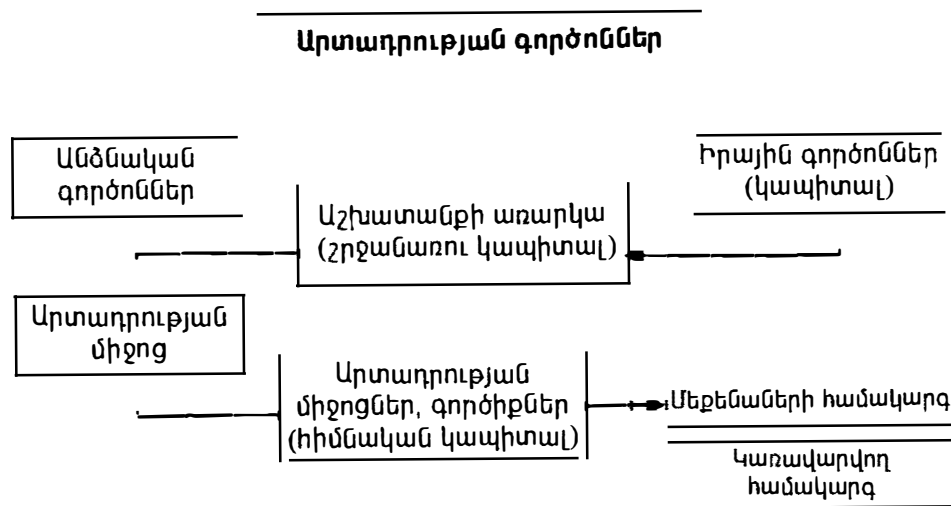 Արտադրության գործոններ
Անձնական
գործոններ
Իրային գործոններ
(կապիտալ)
Աշխատանքի առարկա
(շրջանառու կապիտալ)
Արտադրության
միջոց
Արտադրության
միջոցներ, գործիքներ
(հիմնական կապիտալ)
Մեքենաների համակարգ
Կառավարվող
համակարգ